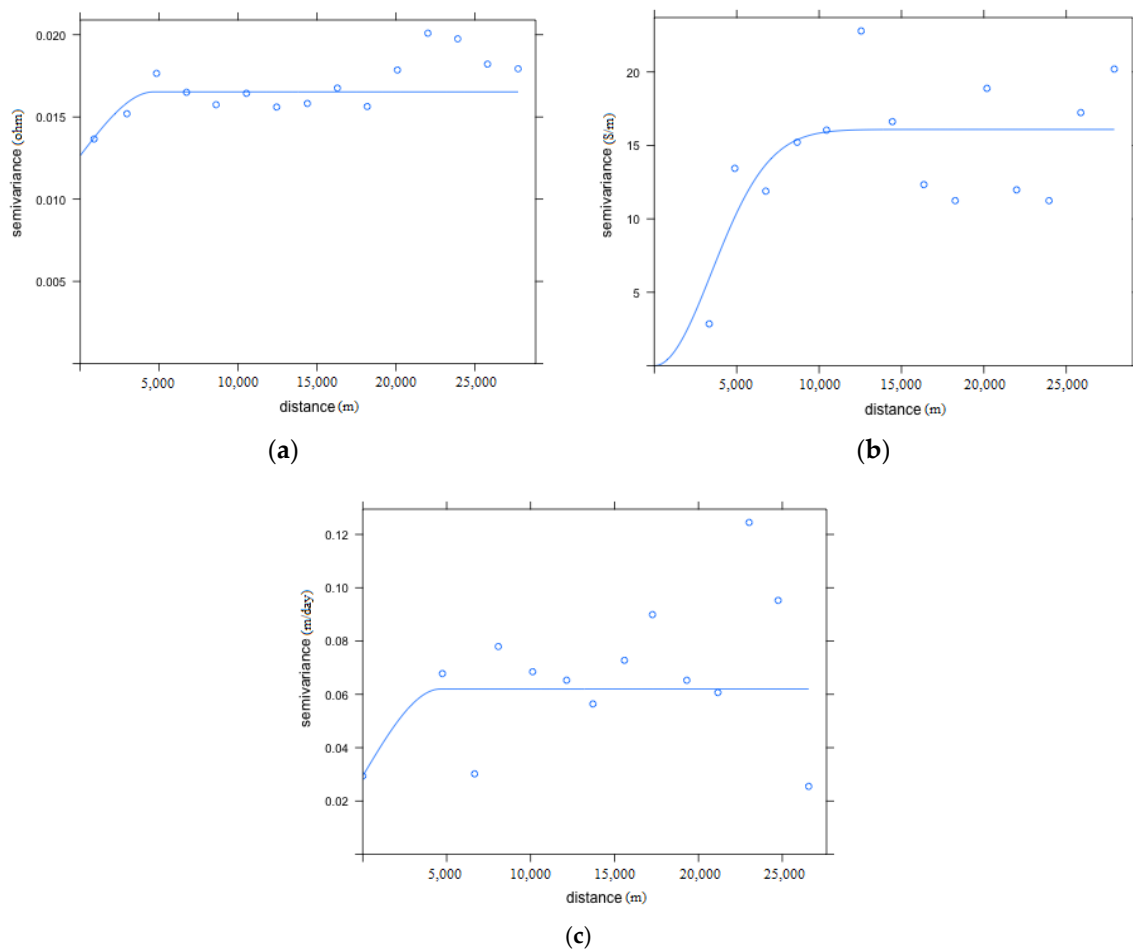 0.020
0.015
0.010
0.005
semivariance (ohm)
5,000 10,000 15,000 20,000 25,000
distance (m)
(a)
20
15
10
5
semivariance ($/m)
5,000 10,000 15,000 20,000 25,000
distance (m)
(b)
0.12
0.10
0.08
0.06
0.04
0.02
semivariance (m/day)
5,000 10,000 15,000 20,000 25,000
distance (m)
(c)